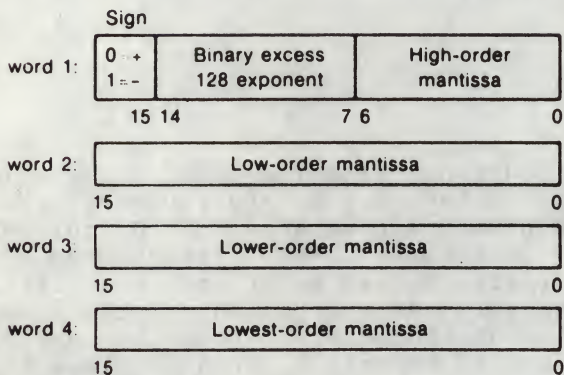 Sign
word 1: 0 = + Binary excess High-order
1 = - 128 exponent mantissa
15 14 7 6 0
word 2: Low-order mantissa
15 0
word 3: Lower-order mantissa
15 0
word 4: Lowest-order mantissa
15 0